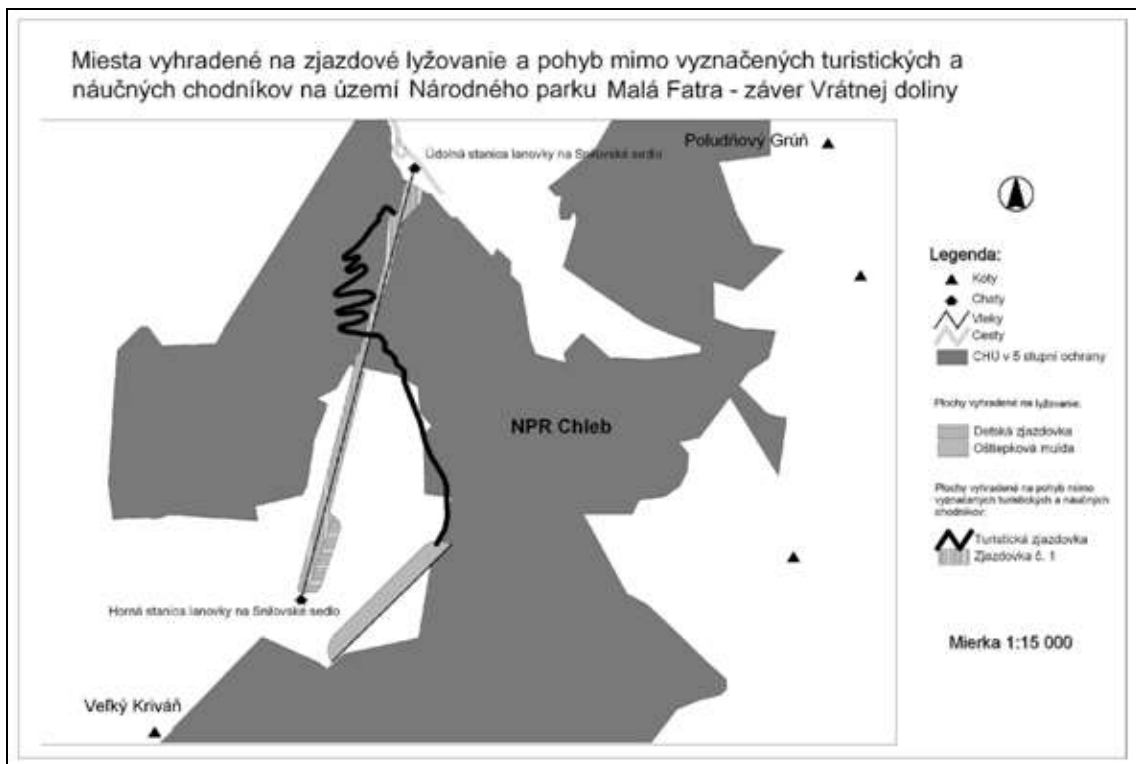 Miesta vyhradené na zjazdové lyžovanie a pohyb mimo vyznačených turistických a
náučných chodníkov na území Národného parku Malá Fatra - záver Vrátnej doliny
Údolná stanica lanovky na Snilovské sedlo
Poludňový Grúň
Legenda:
Kóty
Chaty
Vleky
Cesty
CHÚ v 5 stupni ochrany
Plochy vyhradené na lyžovanie:
Detská zjazdovka
Oštiepková mulda
Plochy vyhradené na pohyb mimo
vyznačených turistických a náučných
chodníkov:
Turistická zjazdovka
Zjazdovka č. 1
NPR Chleb
Horná stanica lanovky na Snilovské sedlo
Mierka 1:15 000
Veľký Kriváň